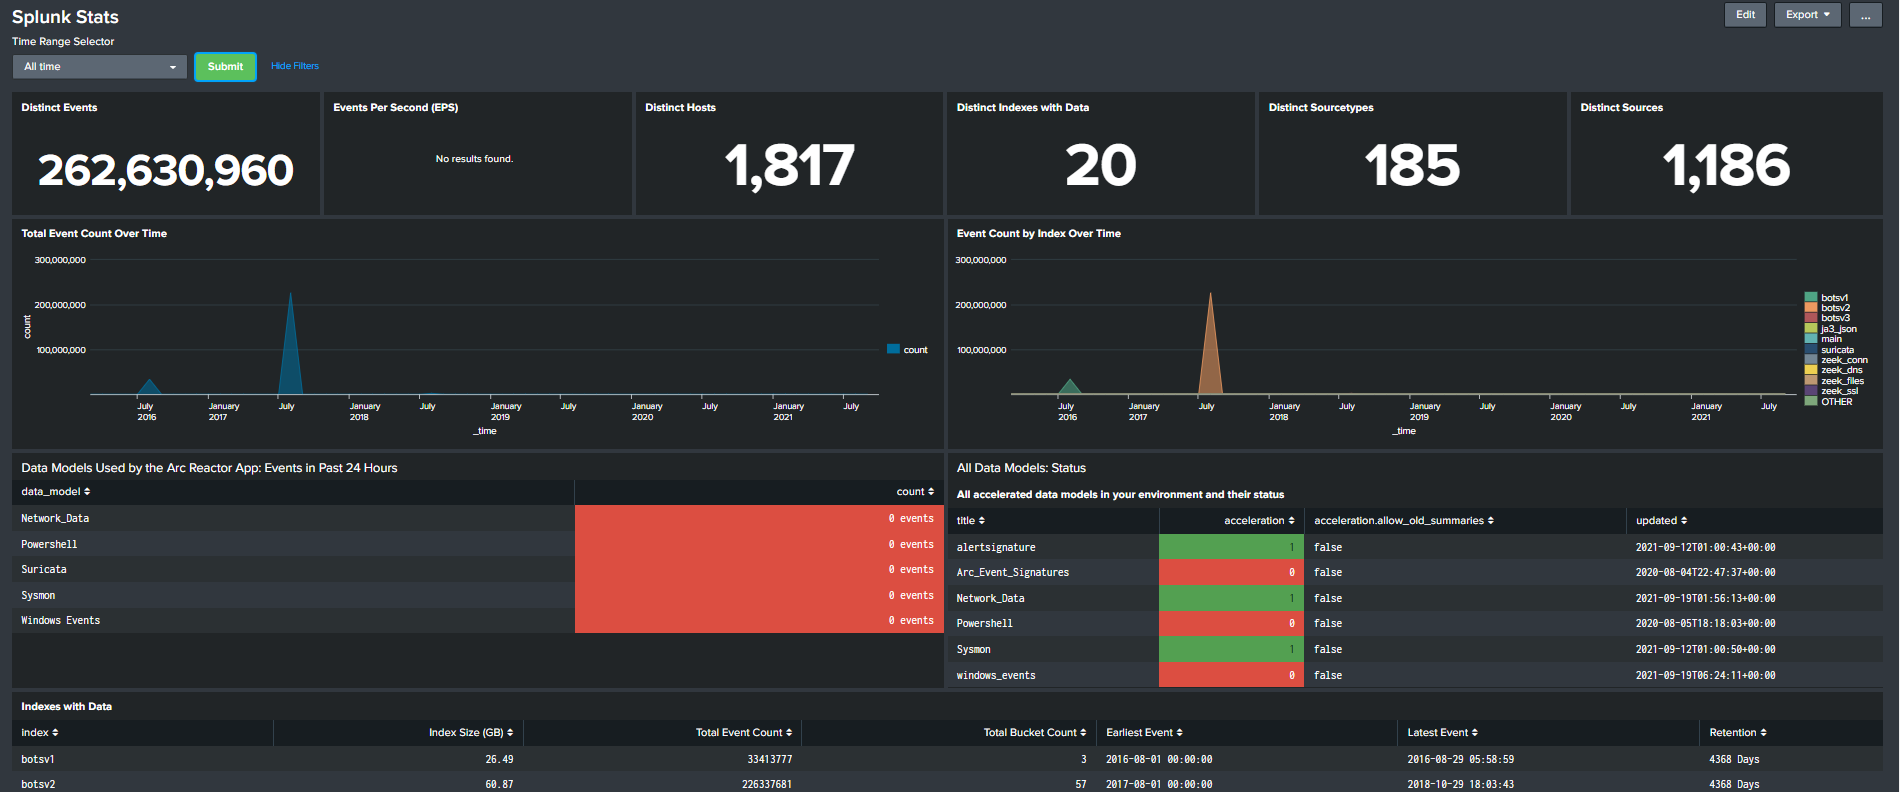 Splunk Stats
Edit Export ...
Time Range Selector
All time Submit Hide Filters
Distinct Events
262,630,960
Events Per Second (EPS)
No results found.
Distinct Hosts
1,817
Distinct Indexes with Data
20
Distinct Sourcetypes
185
Distinct Sources
1,186
Total Event Count Over Time
300,000,000
200,000,000
100,000,000
count
July 2016
January 2017
July
January 2018
July
January 2019
July
January 2020
July
January 2021
July
_time
count
Event Count by Index Over Time
300,000,000
200,000,000
100,000,000
July 2016
January 2017
July
January 2018
July
January 2019
July
January 2020
July
January 2021
July
_time
botsv1
botsv2
botsv3
ja3_json
main
suricata
zeek_conn
zeek_dns
zeek_files
zeek_ssl
OTHER
Data Models Used by the Arc Reactor App: Events in Past 24 Hours
data_model count
Network_Data 0 events
Powershell 0 events
Suricata 0 events
Sysmon 0 events
Windows Events 0 events
All Data Models: Status
All accelerated data models in your environment and their status
title acceleration acceleration.allow_old_summaries updated
alertsignature 1 false 2021-09-12T01:00:43+00:00
Arc_Event_Signatures 0 false 2020-08-04T22:47:37+00:00
Network_Data 1 false 2021-09-19T01:56:13+00:00
Powershell 0 false 2020-08-05T18:18:03+00:00
Sysmon 1 false 2021-09-12T01:00:50+00:00
windows_events 0 false 2021-09-19T06:24:11+00:00
Indexes with Data
index Index Size (GB) Total Event Count Total Bucket Count Earliest Event Latest Event Retention
botsv1 26.49 33413777 3 2016-08-01 00:00:00 2016-08-29 05:58:59 4368 Days
botsv2 60.87 226337681 57 2017-08-01 00:00:00 2018-10-29 18:03:43 4368 Days